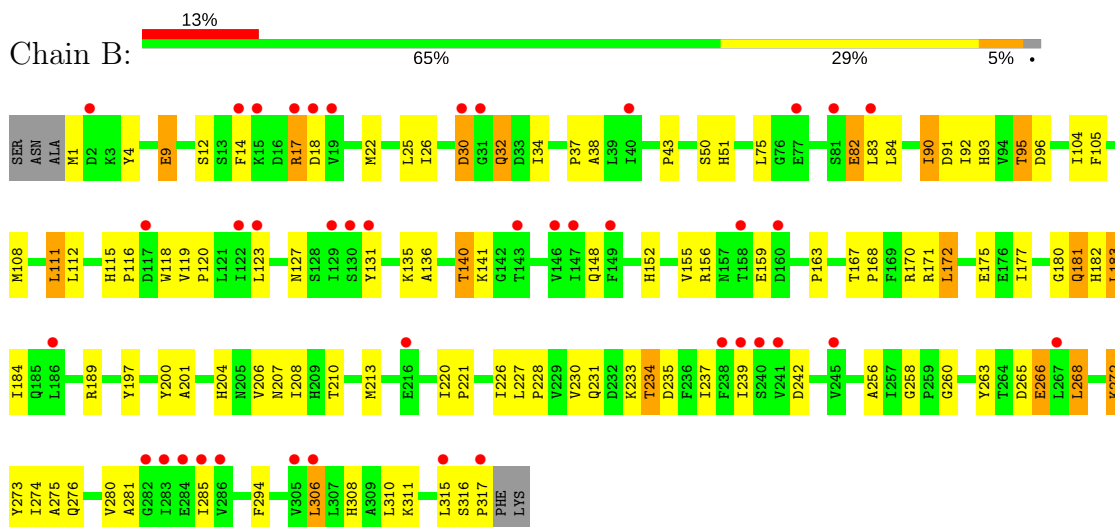 13%
Chain B:
65% 29% 5% •
SER ASN ALA M1 D2 K3 Y4 E9 S12 S13 F14 K15 D16 R17 D18 V19 M22 L25 I26 D30 G31 Q32 D33 I34 P37 A38 L39 I40 P43 S50 H51 L75 G76 E77 S81 E82 L83 L84 I90 D91 I92 H93 V94 T95 D96 I104 F105
M108 L111 L112 H115 P116 D117 W118 V119 P120 L121 I122 L123 N127 S128 I129 S130 Y131 K135 A136 T140 K141 G142 T143 V146 I147 Q148 F149 H152 V155 R156 N157 T158 E159 D160 P163 T167 P168 F169 R170 R171 L172 E175 E176 I177 G180 Q181 H182 L183
I184 Q185 L186 R189 Y197 Y200 A201 H204 N205 V206 N207 I208 H209 T210 M213 E216 I220 P221 I226 L227 P228 V229 V230 Q231 D232 K233 T234 D235 F236 I237 F238 I239 S240 V241 D242 V245 A256 I257 G258 P259 G260 Y263 T264 D265 E266 L267 L268 K272
Y273 I274 A275 Q276 V280 A281 G282 I283 E284 I285 V286 F294 V305 L306 L307 H308 A309 L310 K311 L315 S316 P317 PHE LYS